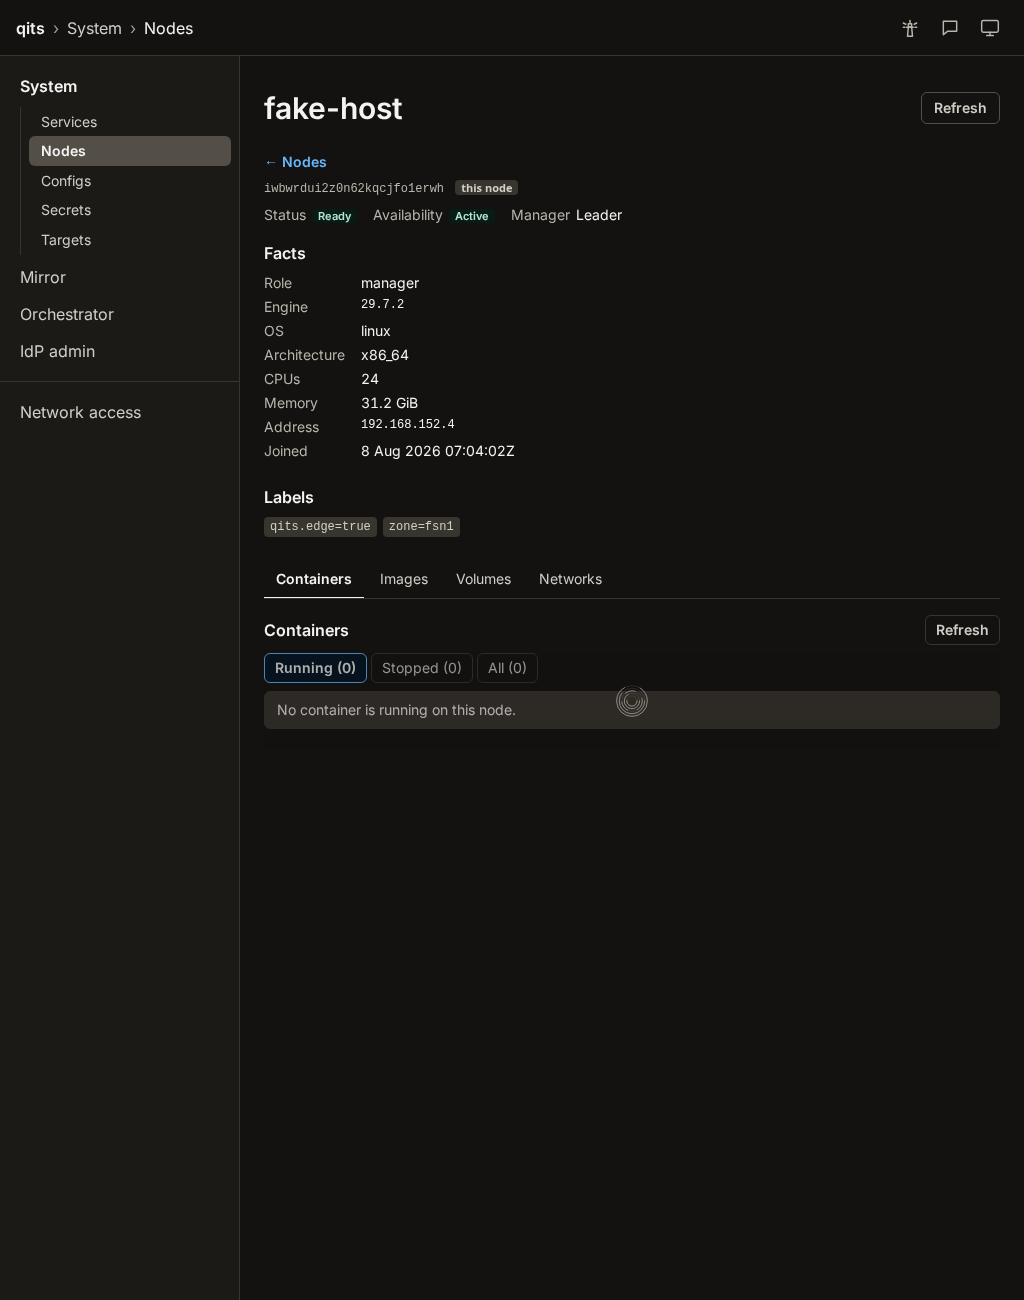 qits › System › Nodes
System
Services
Nodes
Configs
Secrets
Targets
Mirror
Orchestrator
IdP admin
Network access
fake-host
Refresh
← Nodes
iwbwrdui2z0n62kqcjfo1erwh this node
Status Ready Availability Active Manager Leader
Facts
Role manager
Engine 29.7.2
OS linux
Architecture x86_64
CPUs 24
Memory 31.2 GiB
Address 192.168.152.4
Joined 8 Aug 2026 07:04:02Z
Labels
qits.edge=true zone=fsn1
Containers Images Volumes Networks
Containers
Refresh
Running (0) Stopped (0) All (0)
No container is running on this node.